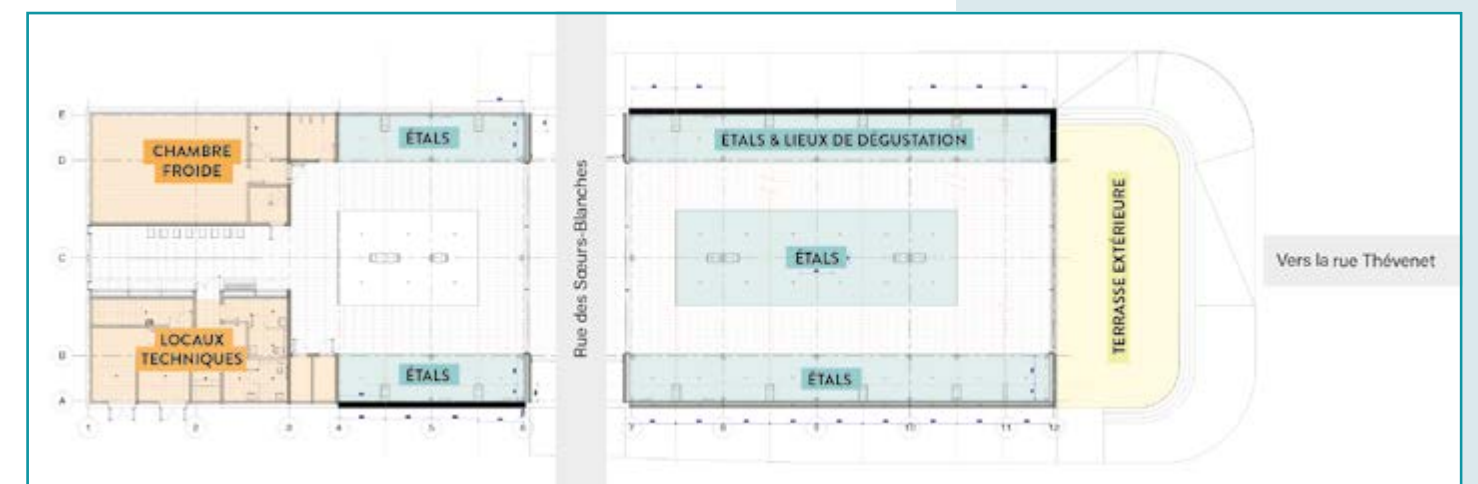 E
D
C
B
A
CHAMBRE
FROIDE
ÉTALS
ETALS & LIEUX DE DÉGUSTATION
Rue des Sœurs-Blanches
ÉTALS
TERRASSE EXTÉRIEURE
Vers la rue Thévenet
LOCAUX
TECHNIQUES
ÉTALS
ÉTALS
1 2 3 4 5 6 7 8 9 10 11 12